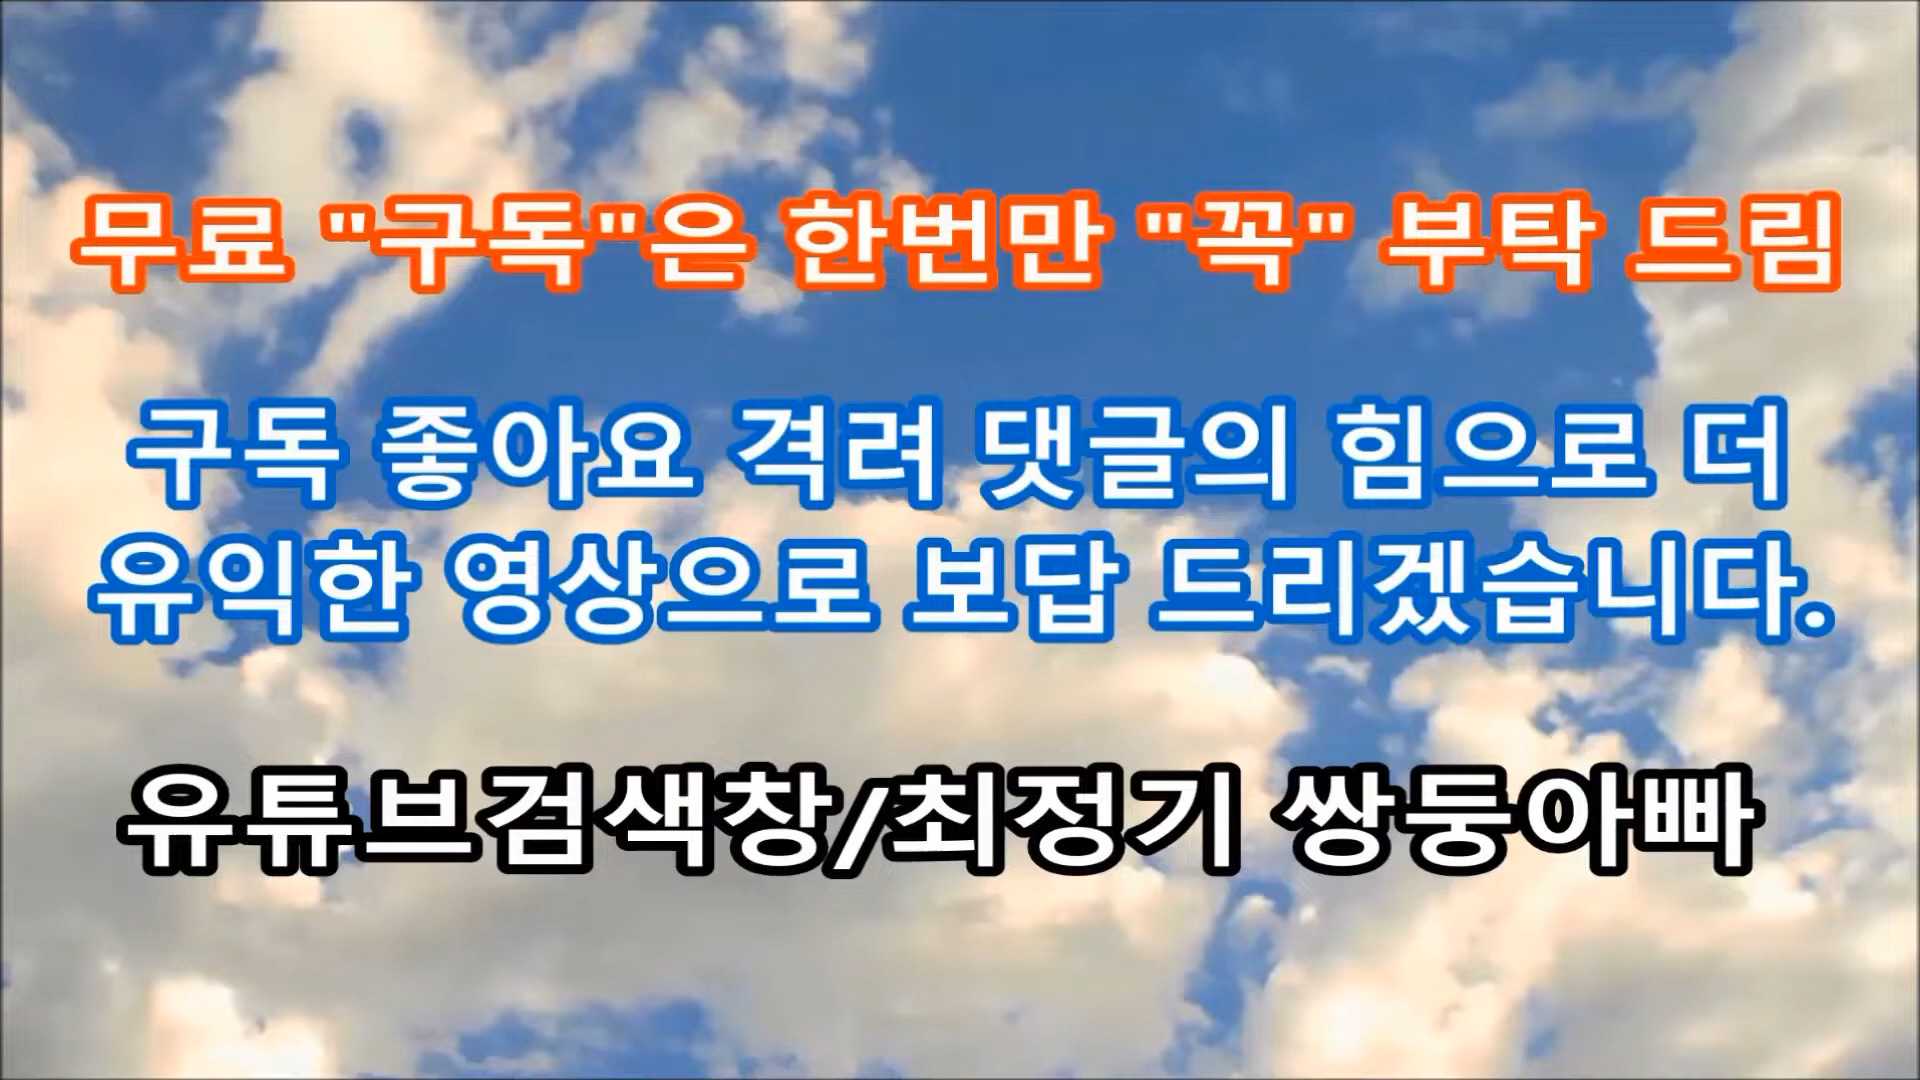 무료 "구독"은 한번만 "꼭" 부탁 드림
구독 좋아요 격려 댓글의 힘으로 더
유익한 영상으로 보답 드리겠습니다.
유튜브검색창/최정기 쌍둥아빠